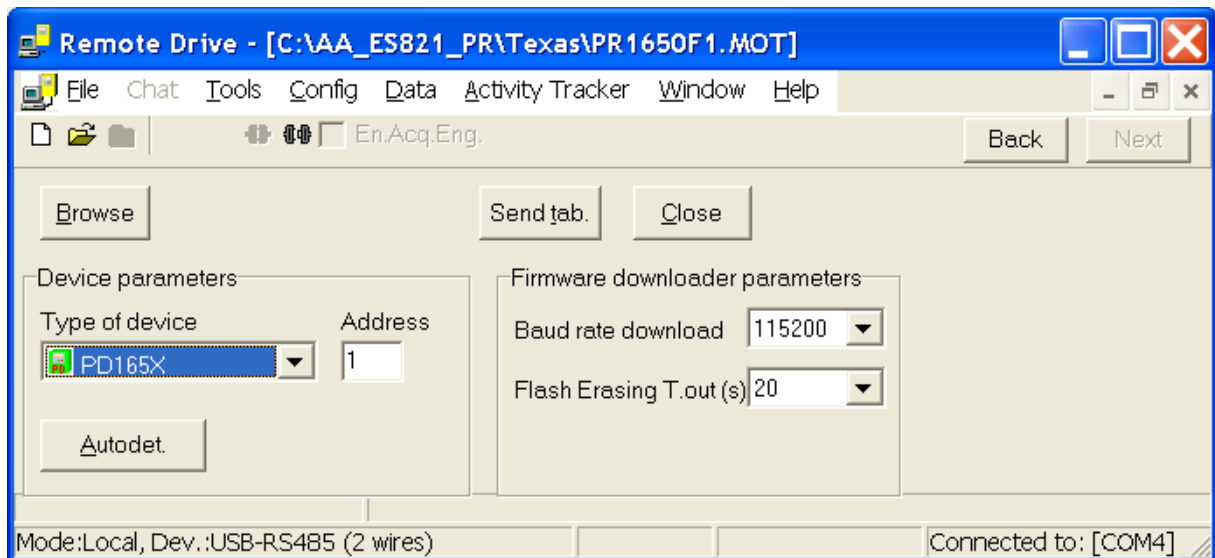 Remote Drive - [C:\AA_ES821_PR\Texas\PR1650F1.MOT]
File Chat Tools Config Data Activity Tracker Window Help
En.Acq.Eng. Back Next
Browse Send tab. Close
Device parameters
Type of device Address
PD165X 1
Autodet.
Firmware downloader parameters
Baud rate download 115200
Flash Erasing T.out (s) 20
Mode:Local, Dev.:USB-RS485 (2 wires) Connected to: [COM4]